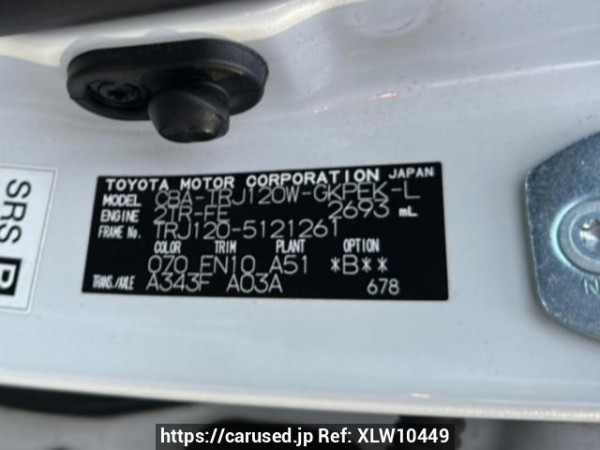 TOYOTA MOTOR CORPORATION JAPAN
MODEL CBA-TRJ120W-GKPEK-L
ENGINE 2TR-FE 2693 mL
FRAME No. TRJ120-5121261
COLOR TRIM PLANT OPTION
070 FN10 A51 *B**
TRANS./AXLE A343F A03A 678
SRS
https://carused.jp Ref: XLW10449